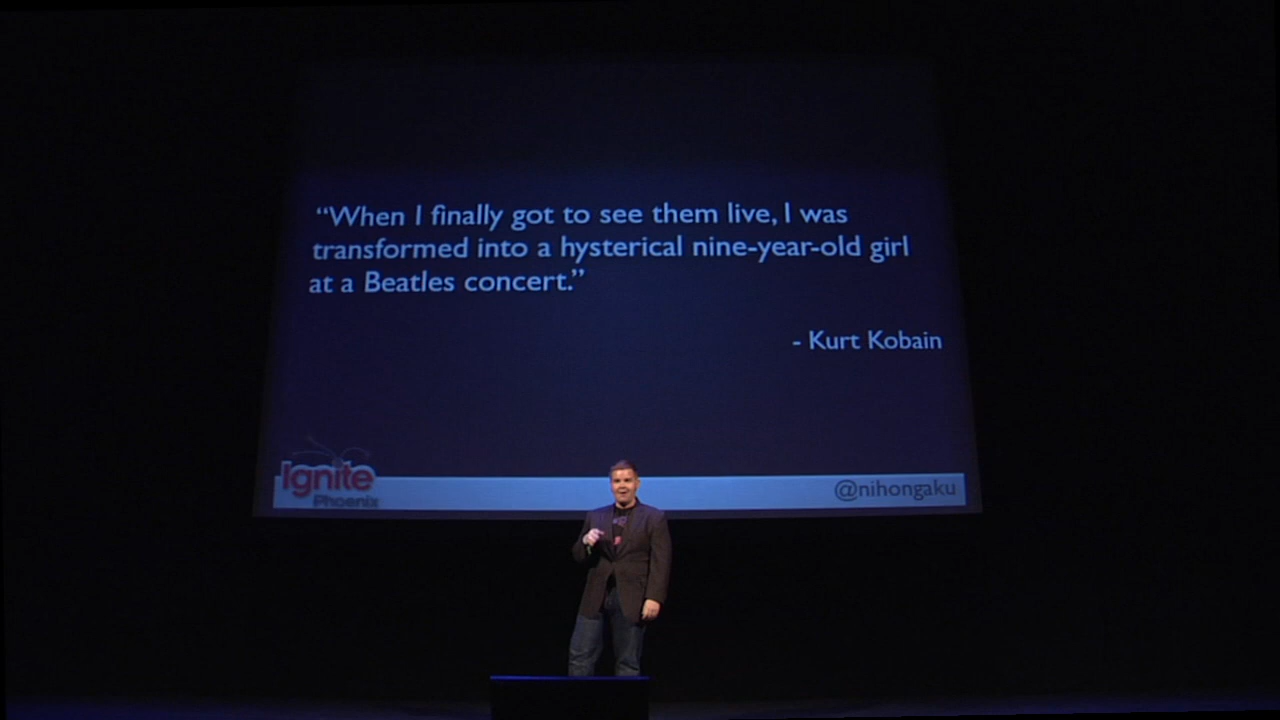 “When I finally got to see them live, I was
transformed into a hysterical nine-year-old girl
at a Beatles concert.”
- Kurt Kobain
Ignite
Phoenix
@nihongaku